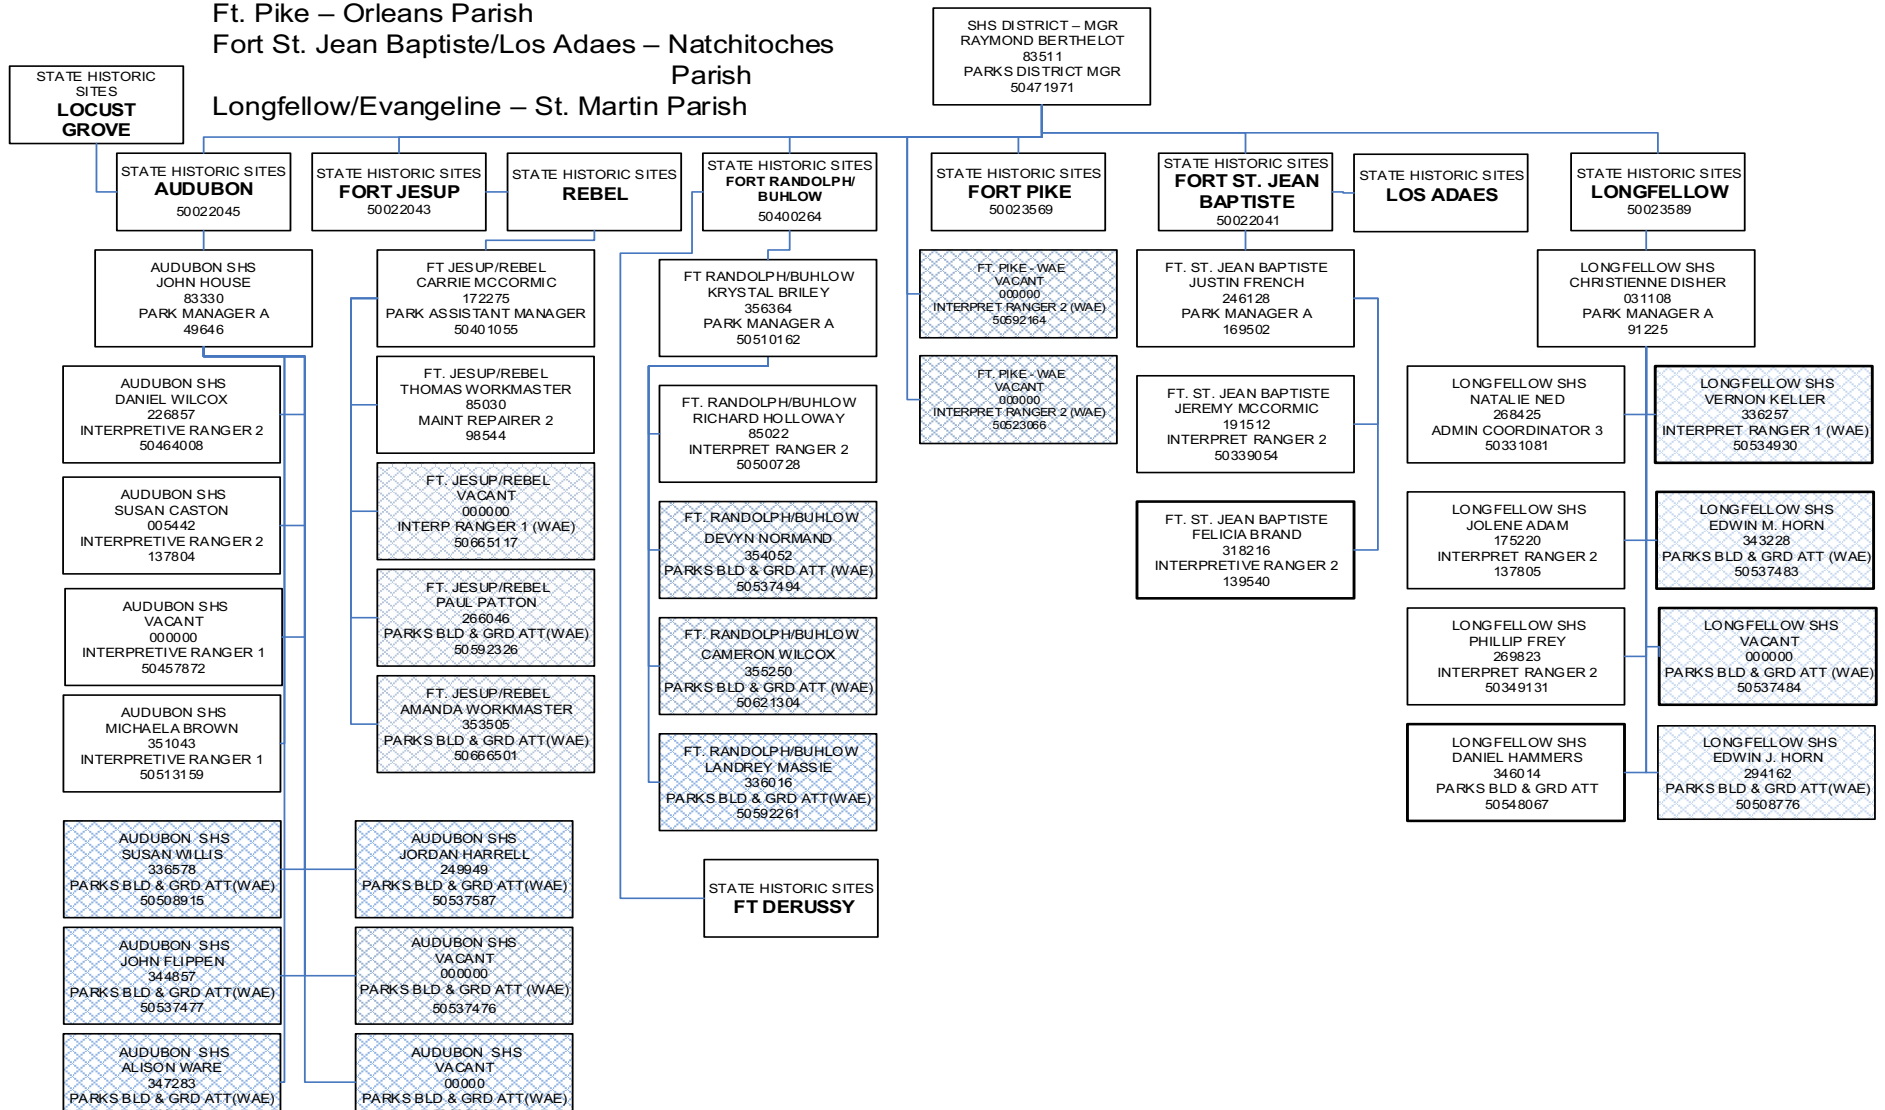 Ft. Pike – Orleans Parish
Fort St. Jean Baptiste/Los Adaes – Natchitoches
Parish
Longfellow/Evangeline – St. Martin Parish
SHS DISTRICT – MGR
RAYMOND BERTHELOT
83511
PARKS DISTRICT MGR
50471971
STATE HISTORIC
SITES
LOCUST
GROVE
STATE HISTORIC SITES
AUDUBON
50022045
STATE HISTORIC SITES
FORT JESUP
50022043
STATE HISTORIC SITES
REBEL
STATE HISTORIC SITES
FORT RANDOLPH/
BUHLOW
50400264
STATE HISTORIC SITES
FORT PIKE
50023569
STATE HISTORIC SITES
FORT ST. JEAN
BAPTISTE
50022041
STATE HISTORIC SITES
LOS ADAES
STATE HISTORIC SITES
LONGFELLOW
50023589
AUDUBON SHS
JOHN HOUSE
83330
PARK MANAGER A
49646
AUDUBON SHS
DANIEL WILCOX
226857
INTERPRETIVE RANGER 2
50464008
AUDUBON SHS
SUSAN CASTON
005442
INTERPRETIVE RANGER 2
137804
AUDUBON SHS
VACANT
000000
INTERPRETIVE RANGER 1
50457872
AUDUBON SHS
MICHAELA BROWN
351043
INTERPRETIVE RANGER 1
50513159
AUDUBON SHS
SUSAN WILLIS
336578
PARKS BLD & GRD ATT(WAE)
50508915
AUDUBON SHS
JORDAN HARRELL
249949
PARKS BLD & GRD ATT(WAE)
50537587
AUDUBON SHS
JOHN FLIPPEN
344857
PARKS BLD & GRD ATT(WAE)
50537477
AUDUBON SHS
VACANT
000000
PARKS BLD & GRD ATT (WAE)
50537476
AUDUBON SHS
ALISON WARE
347283
PARKS BLD & GRD ATT(WAE)
AUDUBON SHS
VACANT
00000
PARKS BLD & GRD ATT(WAE)
FT JESUP/REBEL
CARRIE MCCORMIC
172275
PARK ASSISTANT MANAGER
50401055
FT. JESUP/REBEL
THOMAS WORKMASTER
85030
MAINT REPAIRER 2
98544
FT. JESUP/REBEL
VACANT
000000
INTERP RANGER 1 (WAE)
50665117
FT. JESUP/REBEL
PAUL PATTON
266046
PARKS BLD & GRD ATT(WAE)
50592326
FT. JESUP/REBEL
AMANDA WORKMASTER
353505
PARKS BLD & GRD ATT(WAE)
50666501
FT RANDOLPH/BUHLOW
KRYSTAL BRILEY
356364
PARK MANAGER A
50510162
FT. RANDOLPH/BUHLOW
RICHARD HOLLOWAY
85022
INTERPRET RANGER 2
50500728
FT. RANDOLPH/BUHLOW
DEVYN NORMAND
354052
PARKS BLD & GRD ATT (WAE)
50537494
FT. RANDOLPH/BUHLOW
CAMERON WILCOX
355250
PARKS BLD & GRD ATT (WAE)
50621304
FT. RANDOLPH/BUHLOW
LANDREY MASSIE
336016
PARKS BLD & GRD ATT(WAE)
50592261
STATE HISTORIC SITES
FT DERUSSY
FT. PIKE - WAE
VACANT
000000
INTERPRET RANGER 2 (WAE)
50592164
FT. PIKE - WAE
VACANT
000000
INTERPRET RANGER 2 (WAE)
50523066
FT. ST. JEAN BAPTISTE
JUSTIN FRENCH
246128
PARK MANAGER A
169502
FT. ST. JEAN BAPTISTE
JEREMY MCCORMIC
191512
INTERPRET RANGER 2
50339054
FT. ST. JEAN BAPTISTE
FELICIA BRAND
318216
INTERPRETIVE RANGER 2
139540
LONGFELLOW SHS
CHRISTIENNE DISHER
031108
PARK MANAGER A
91225
LONGFELLOW SHS
NATALIE NED
268425
ADMIN COORDINATOR 3
50331081
LONGFELLOW SHS
VERNON KELLER
336257
INTERPRET RANGER 1 (WAE)
50534930
LONGFELLOW SHS
JOLENE ADAM
175220
INTERPRET RANGER 2
137805
LONGFELLOW SHS
EDWIN M. HORN
343228
PARKS BLD & GRD ATT (WAE)
50537483
LONGFELLOW SHS
PHILLIP FREY
269823
INTERPRET RANGER 2
50349131
LONGFELLOW SHS
VACANT
000000
PARKS BLD & GRD ATT (WAE)
50537484
LONGFELLOW SHS
DANIEL HAMMERS
346014
PARKS BLD & GRD ATT
50548067
LONGFELLOW SHS
EDWIN J. HORN
294162
PARKS BLD & GRD ATT(WAE)
50508776